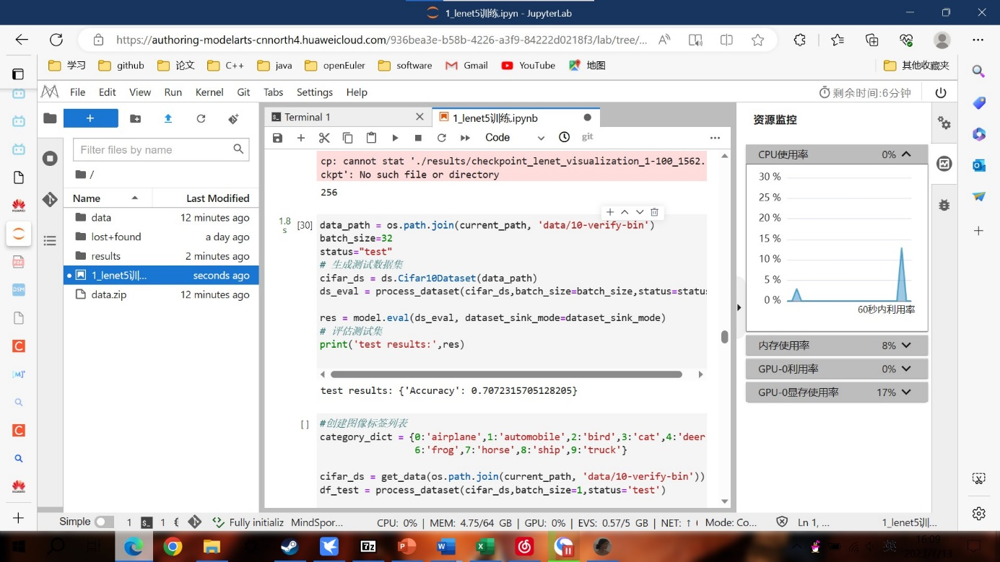 1_lenet5训练.ipyn - JupyterLab
https://authoring-modelarts-cnnorth4.huaweicloud.com/936bea3e-b58b-4226-a3f9-84222d0218f3/lab/tree/...
学习 github 论文 C++ java openEuler software Gmail YouTube 地图 其他收藏夹
File Edit View Run Kernel Git Tabs Settings Help 剩余时间:6分钟
Terminal 1 1_lenet5训练.ipynb 资源监控
Code git
Filter files by name
/
Name Last Modified
data 12 minutes ago
lost+found a day ago
results 2 minutes ago
1_lenet5训... seconds ago
data.zip 12 minutes ago
cp: cannot stat './results/checkpoint_lenet_visualization_1-100_1562.
ckpt': No such file or directory
256
1.8
s
[30] data_path = os.path.join(current_path, 'data/10-verify-bin')
batch_size=32
status="test"
# 生成测试数据集
cifar_ds = ds.Cifar10Dataset(data_path)
ds_eval = process_dataset(cifar_ds,batch_size=batch_size,status=statu
res = model.eval(ds_eval, dataset_sink_mode=dataset_sink_mode)
# 评估测试集
print('test results:',res)
test results: {'Accuracy': 0.7072315705128205}
[ ] #创建图像标签列表
category_dict = {0:'airplane',1:'automobile',2:'bird',3:'cat',4:'deer
6:'frog',7:'horse',8:'ship',9:'truck'}
cifar_ds = get_data(os.path.join(current_path, 'data/10-verify-bin'))
df_test = process_dataset(cifar_ds,batch_size=1,status='test')
CPU使用率 0%
30 %
25 %
20 %
15 %
10 %
5 %
0 %
60秒内利用率
内存使用率 8%
GPU-0利用率 0%
GPU-0显存使用率 17%
Simple 1 1 Fully initializ MindSpor... CPU: 0% | MEM: 4.75/64 GB | GPU: 0% | EVS: 0.57/5 GB | NET: ↑ Mode: Co... Ln 1, ... 1_lenet5训...
16:09